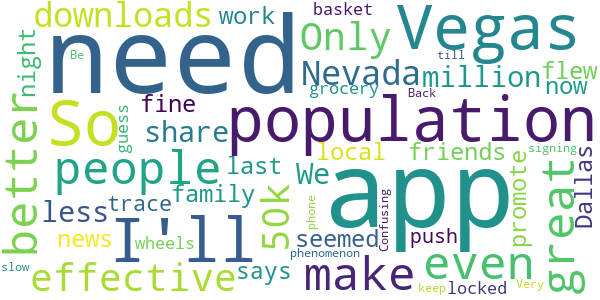 downloads
work
basket
Vegas
need
Only
flew
night
Be
till
million
Nevada
now
grocery
Back
So
fine
population
better
guess
share
people
last
We
local
friends
signing
app
I'll
less
trace
family
50k
Confusing
promote
Dallas
great
news
wheels
says
seemed
phone
push
even
phenomenon
slow
effective
make
locked
keep
Very